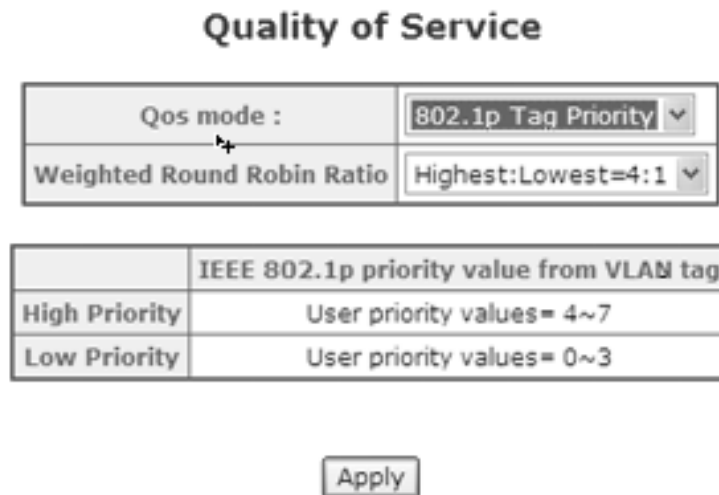 Quality of Service
Qos mode : 802.1p Tag Priority
Weighted Round Robin Ratio Highest:Lowest=4:1
IEEE 802.1p priority value from VLAN tag
High Priority User priority values= 4~7
Low Priority User priority values= 0~3
Apply